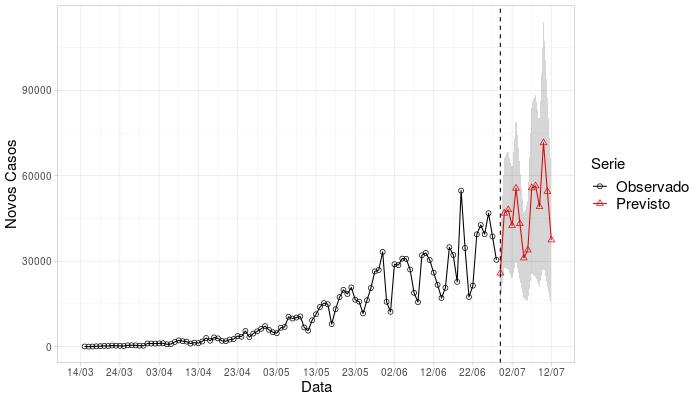 Novos Casos
90000
60000
30000
0
14/03 24/03 03/04 13/04 23/04 03/05 13/05 23/05 02/06 12/06 22/06 02/07 12/07
Data
Serie
Observado
Previsto